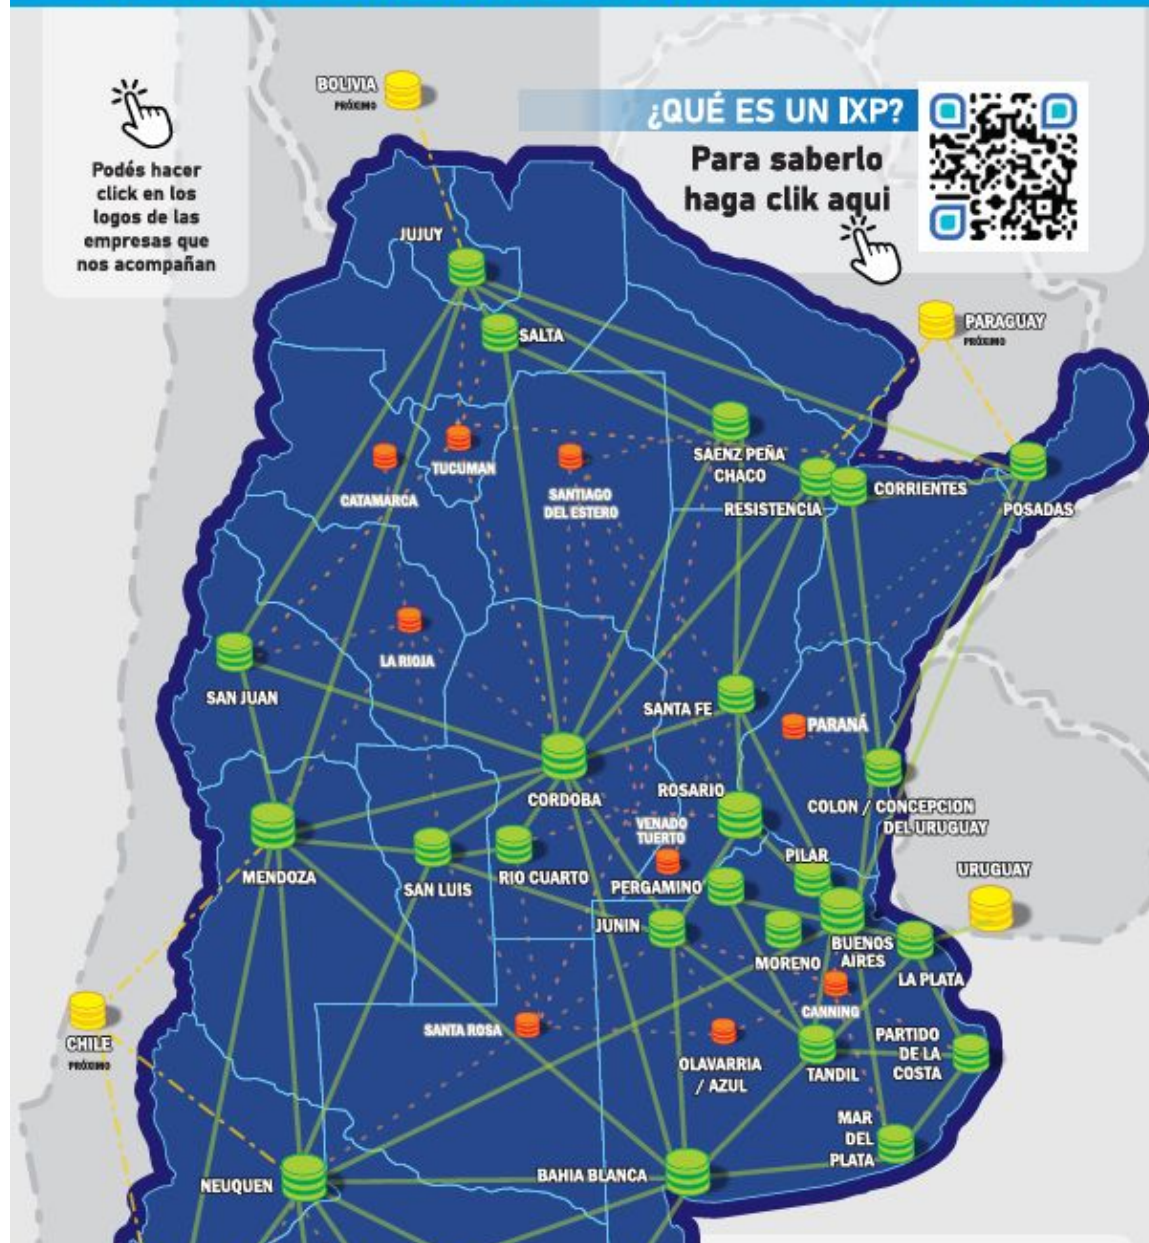 BOLIVIA
PRÓXIMO
¿QUÉ ES UN IXP?
Para saberlo
haga clik aqui
Podés hacer
click en los
logos de las
empresas que
nos acompañan
JUJUY
SALTA
PARAGUAY
PRÓXIMO
TUCUMAN
CATAMARCA
SANTIAGO
DEL ESTERO
SAENZ PEÑA
CHACO
RESISTENCIA
CORRIENTES
POSADAS
LA RIOJA
SAN JUAN
SANTA FE
PARANÁ
CORDOBA
ROSARIO
COLON / CONCEPCION
DEL URUGUAY
VENADO
TUERTO
MENDOZA
SAN LUIS
RIO CUARTO
PERGAMINO
PILAR
URUGUAY
JUNIN
MORENO
BUENOS
AIRES
LA PLATA
CANNING
CHILE
PRÓXIMO
SANTA ROSA
OLAVARRIA
/ AZUL
TANDIL
PARTIDO
DE LA
COSTA
MAR
DEL
PLATA
NEUQUEN
BAHIA BLANCA